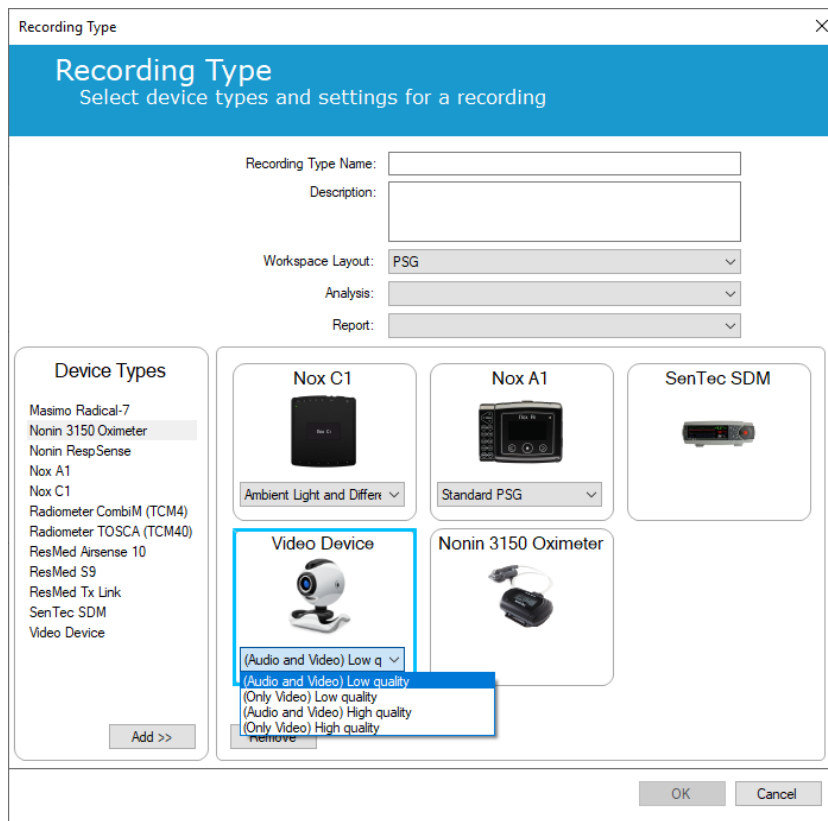 Recording Type
Recording Type
Select device types and settings for a recording
Recording Type Name:
Description:
Workspace Layout: PSG
Analysis:
Report:
Device Types
Masimo Radical-7
Nonin 3150 Oximeter
Nonin RespSense
Nox A1
Nox C1
Radiometer CombiM (TCM4)
Radiometer TOSCA (TCM40)
ResMed Airsense 10
ResMed S9
ResMed Tx Link
SenTec SDM
Video Device
Add >>
Nox C1
Nox C1
Ambient Light and Differe
Nox A1
Standard PSG
SenTec SDM
Video Device
(Audio and Video) Low q
(Audio and Video) Low quality
(Only Video) Low quality
(Audio and Video) High quality
(Only Video) High quality
Nonin 3150 Oximeter
Remove
OK Cancel